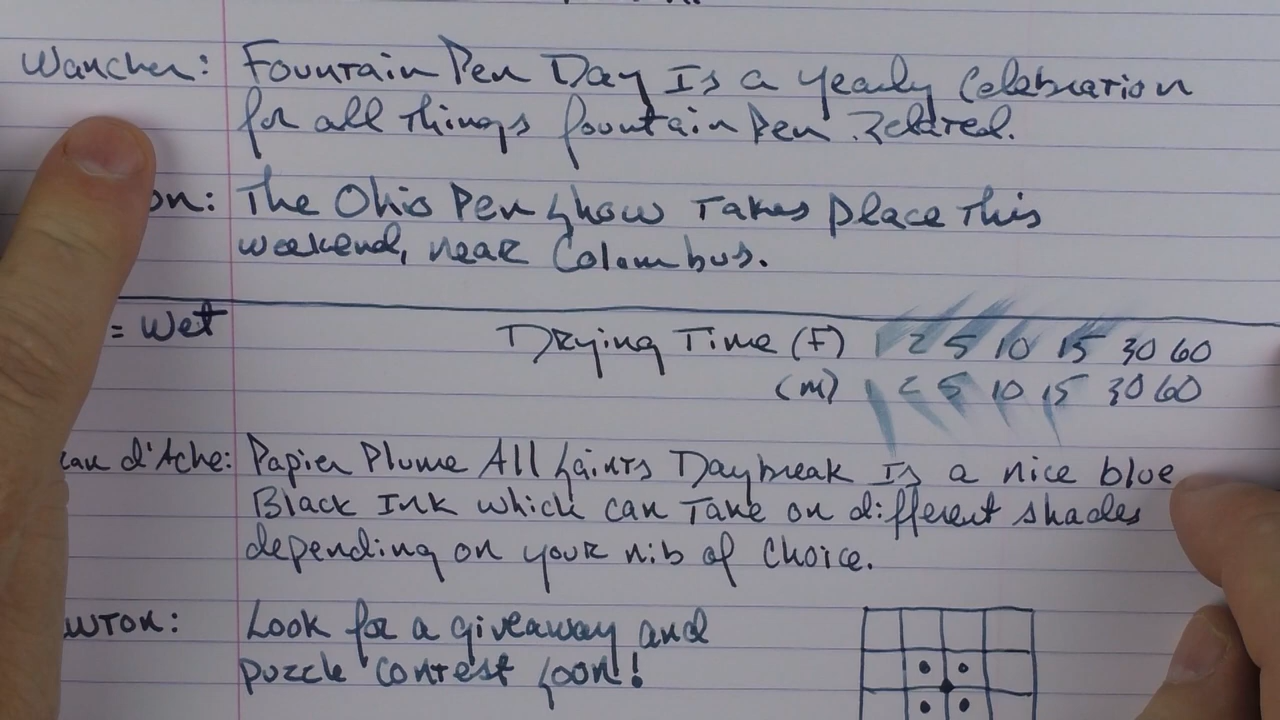 Wancher: Fountain Pen Day Is a yearly Celebration
for all Things fountain Pen Related.
on: The Ohio Pen Show Takes place This
weekend, near Columbus.
= Wet
Drying Time (F) 1 2 5 10 15 30 60
(m) 1 2 5 10 15 30 60
ran d'Ache: Papier Plume All Saints Daybreak Is a nice blue
Black Ink which can Take on different shades
depending on your nib of Choice.
WTON: Look for a giveaway and
puzzle contest Soon!